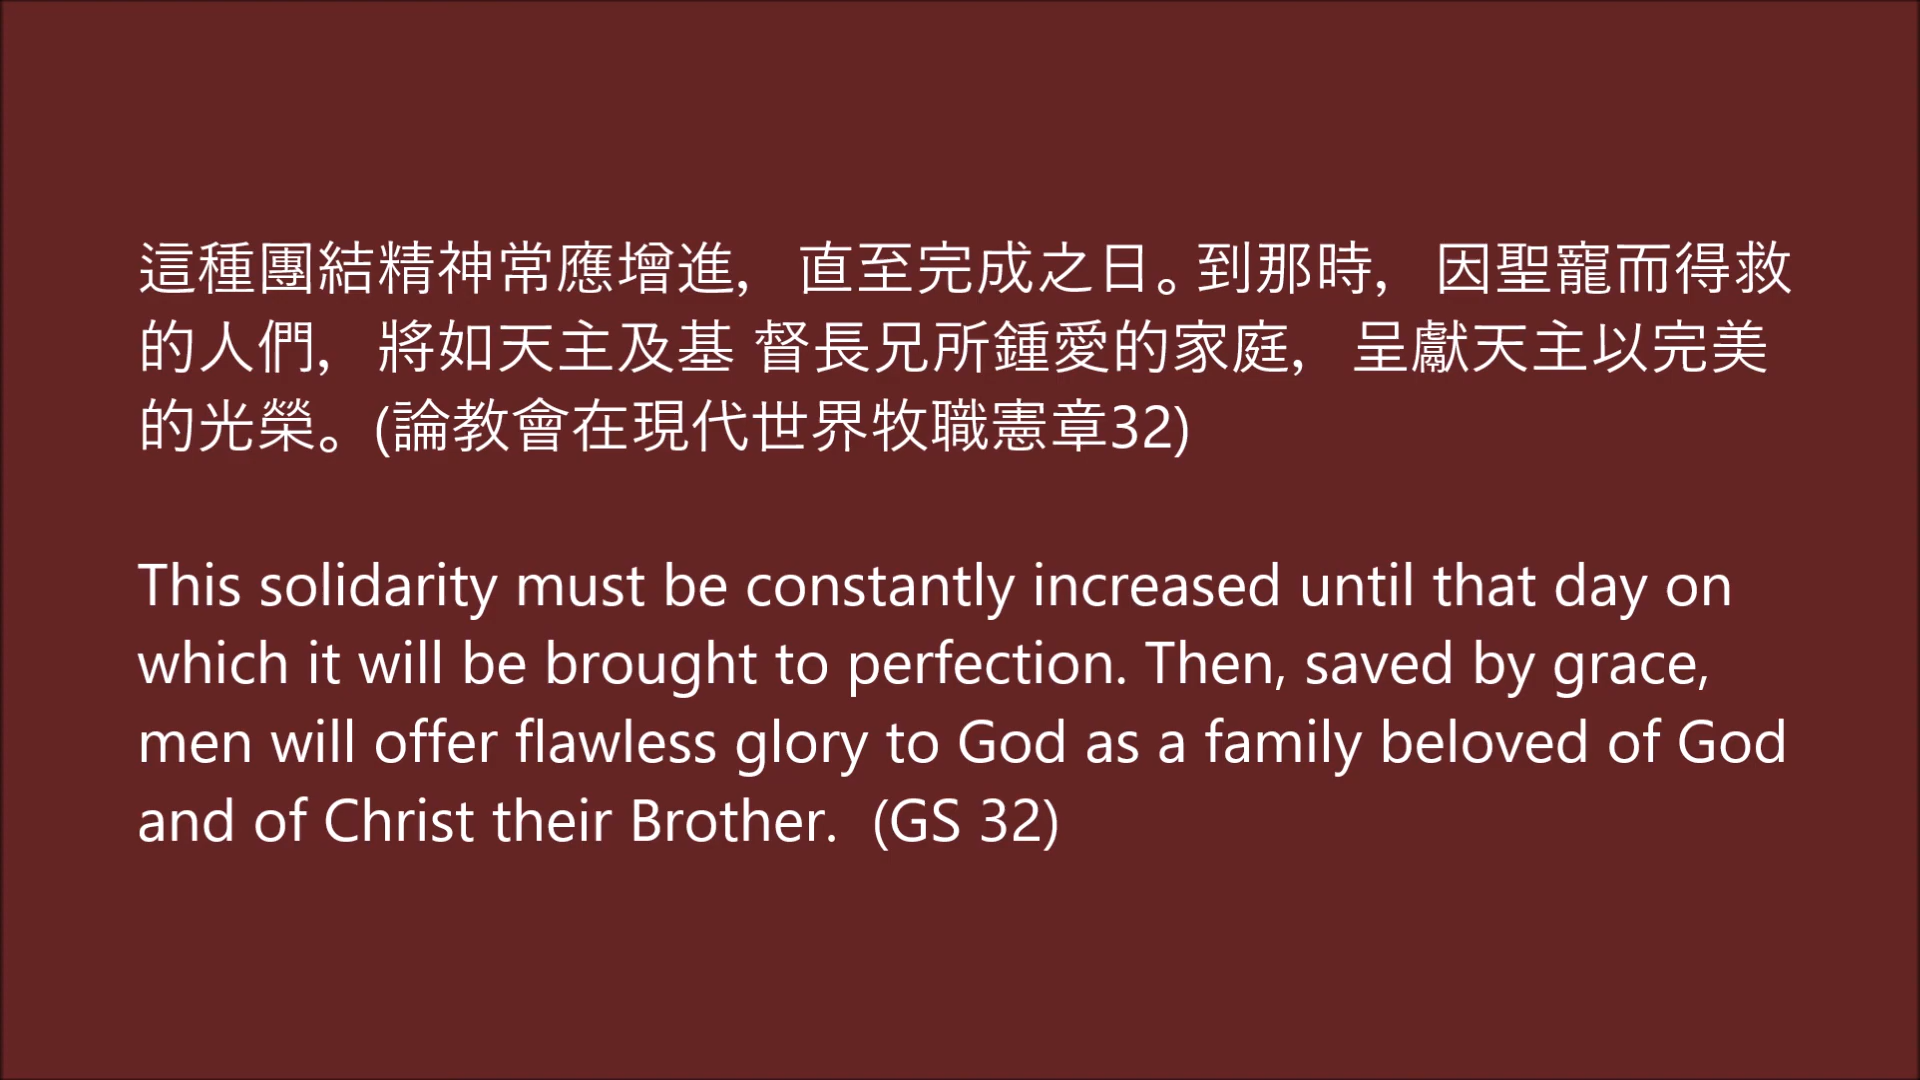 這種團結精神常應增進, 直至完成之日。到那時, 因聖寵而得救
的人們, 將如天主及基 督長兄所鍾愛的家庭, 呈獻天主以完美
的光榮。(論教會在現代世界牧職憲章32)
This solidarity must be constantly increased until that day on
which it will be brought to perfection. Then, saved by grace,
men will offer flawless glory to God as a family beloved of God
and of Christ their Brother.  (GS 32)